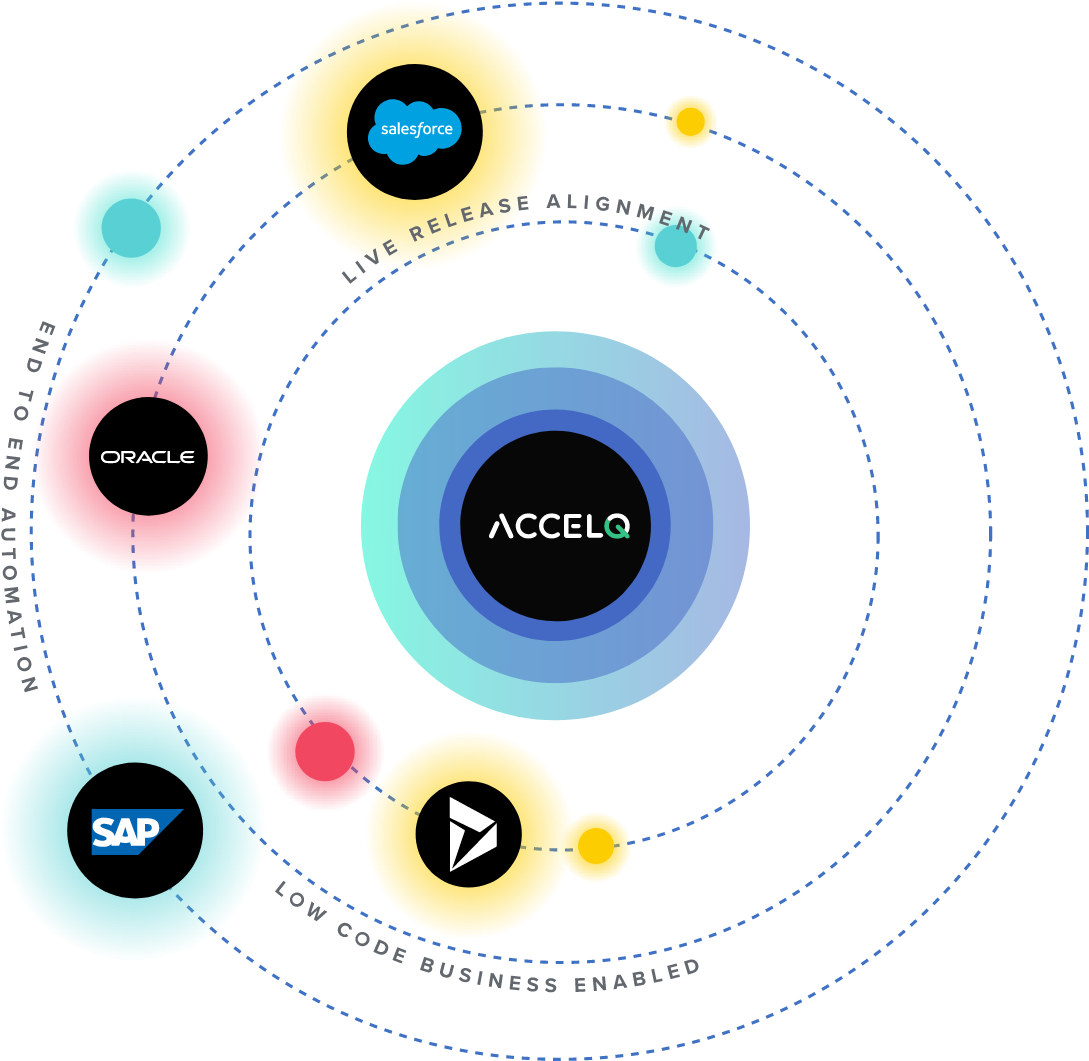 salesforce
LIVE RELEASE ALIGNMENT
END TO END AUTOMATION
ORACLE
ACCELQ
SAP
LOW CODE BUSINESS ENABLED